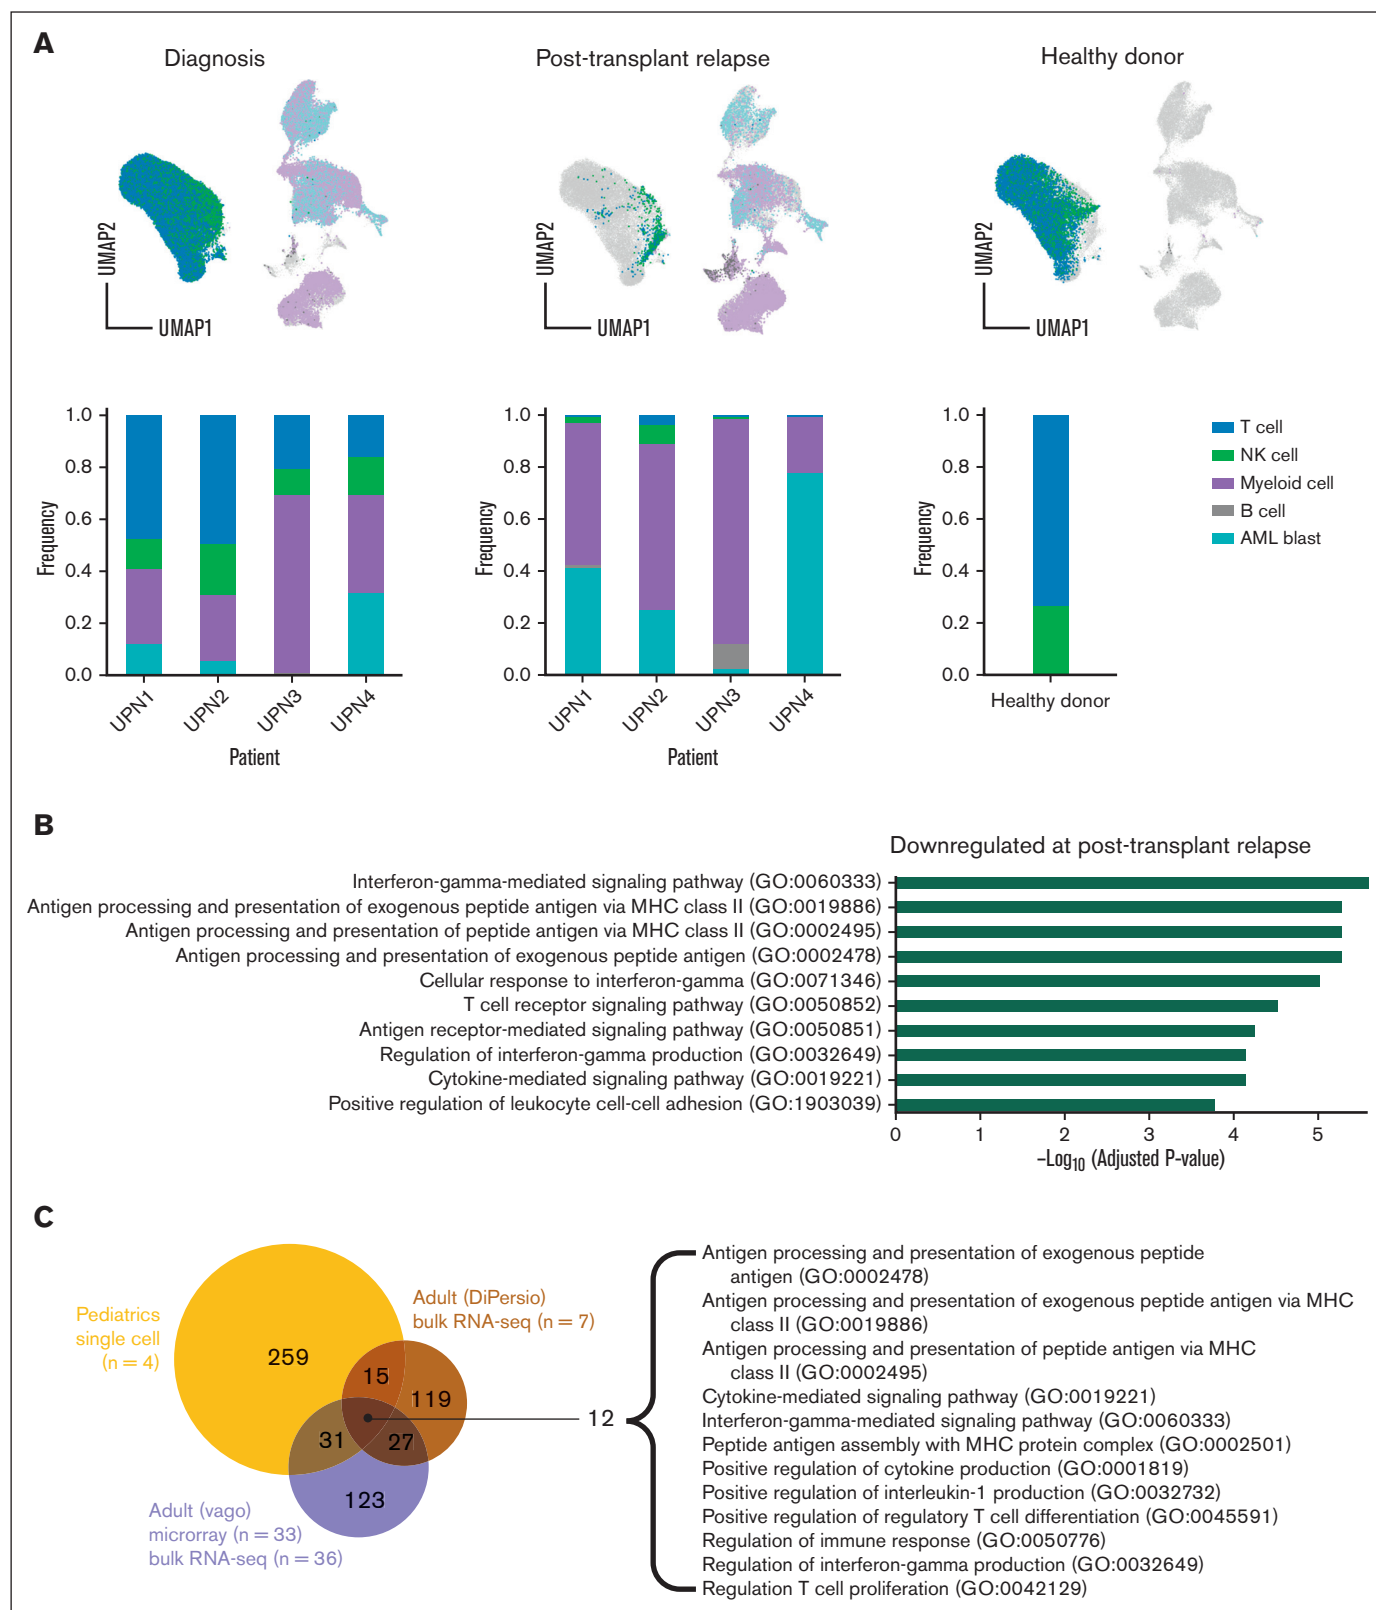 A
Diagnosis
Post-transplant relapse
Healthy donor
UMAP2
UMAP1
UMAP2
UMAP1
UMAP2
UMAP1
1.0
0.8
0.6
0.4
0.2
0.0
Frequency
UPN1
UPN2
UPN3
UPN4
Patient
1.0
0.8
0.6
0.4
0.2
0.0
Frequency
UPN1
UPN2
UPN3
UPN4
Patient
1.0
0.8
0.6
0.4
0.2
0.0
Frequency
Healthy donor
T cell
NK cell
Myeloid cell
B cell
AML blast
B
Downregulated at post-transplant relapse
Interferon-gamma-mediated signaling pathway (GO:0060333)
Antigen processing and presentation of exogenous peptide antigen via MHC class II (GO:0019886)
Antigen processing and presentation of peptide antigen via MHC class II (GO:0002495)
Antigen processing and presentation of exogenous peptide antigen (GO:0002478)
Cellular response to interferon-gamma (GO:0071346)
T cell receptor signaling pathway (GO:0050852)
Antigen receptor-mediated signaling pathway (GO:0050851)
Regulation of interferon-gamma production (GO:0032649)
Cytokine-mediated signaling pathway (GO:0019221)
Positive regulation of leukocyte cell-cell adhesion (GO:1903039)
0 1 2 3 4 5
–Log10 (Adjusted P-value)
C
Pediatrics
single cell
(n = 4)
Adult (DiPersio)
bulk RNA-seq (n = 7)
259
15
119
31
27
123
12
Adult (vago)
microrray (n = 33)
bulk RNA-seq (n = 36)
Antigen processing and presentation of exogenous peptide
antigen (GO:0002478)
Antigen processing and presentation of exogenous peptide antigen via MHC
class II (GO:0019886)
Antigen processing and presentation of peptide antigen via MHC
class II (GO:0002495)
Cytokine-mediated signaling pathway (GO:0019221)
Interferon-gamma-mediated signaling pathway (GO:0060333)
Peptide antigen assembly with MHC protein complex (GO:0002501)
Positive regulation of cytokine production (GO:0001819)
Positive regulation of interleukin-1 production (GO:0032732)
Positive regulation of regulatory T cell differentiation (GO:0045591)
Regulation of immune response (GO:0050776)
Regulation of interferon-gamma production (GO:0032649)
Regulation T cell proliferation (GO:0042129)